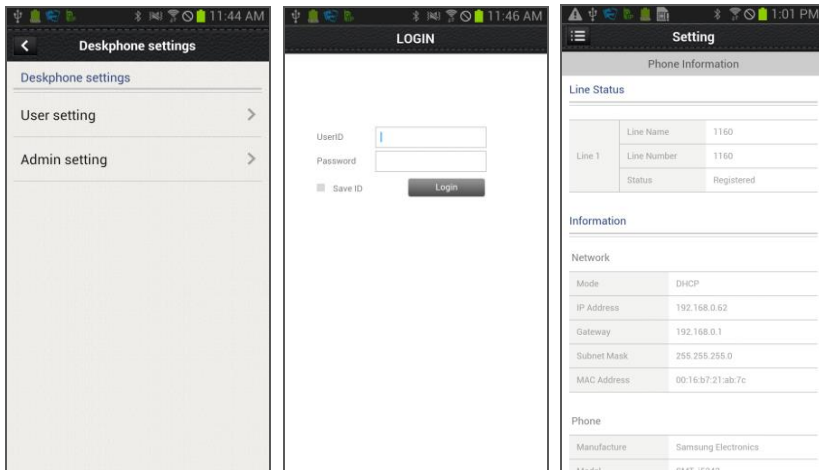 11:44 AM
Deskphone settings
Deskphone settings
User setting
Admin setting
11:46 AM
LOGIN
UserID
Password
Save ID
Login
1:01 PM
Setting
Phone Information
Line Status
Line 1
Line Name 1160
Line Number 1160
Status Registered
Information
Network
Mode DHCP
IP Address 192.168.0.62
Gateway 192.168.0.1
Subnet Mask 255.255.255.0
MAC Address 00:16:b7:21:ab:7c
Phone
Manufacture Samsung Electronics
Model